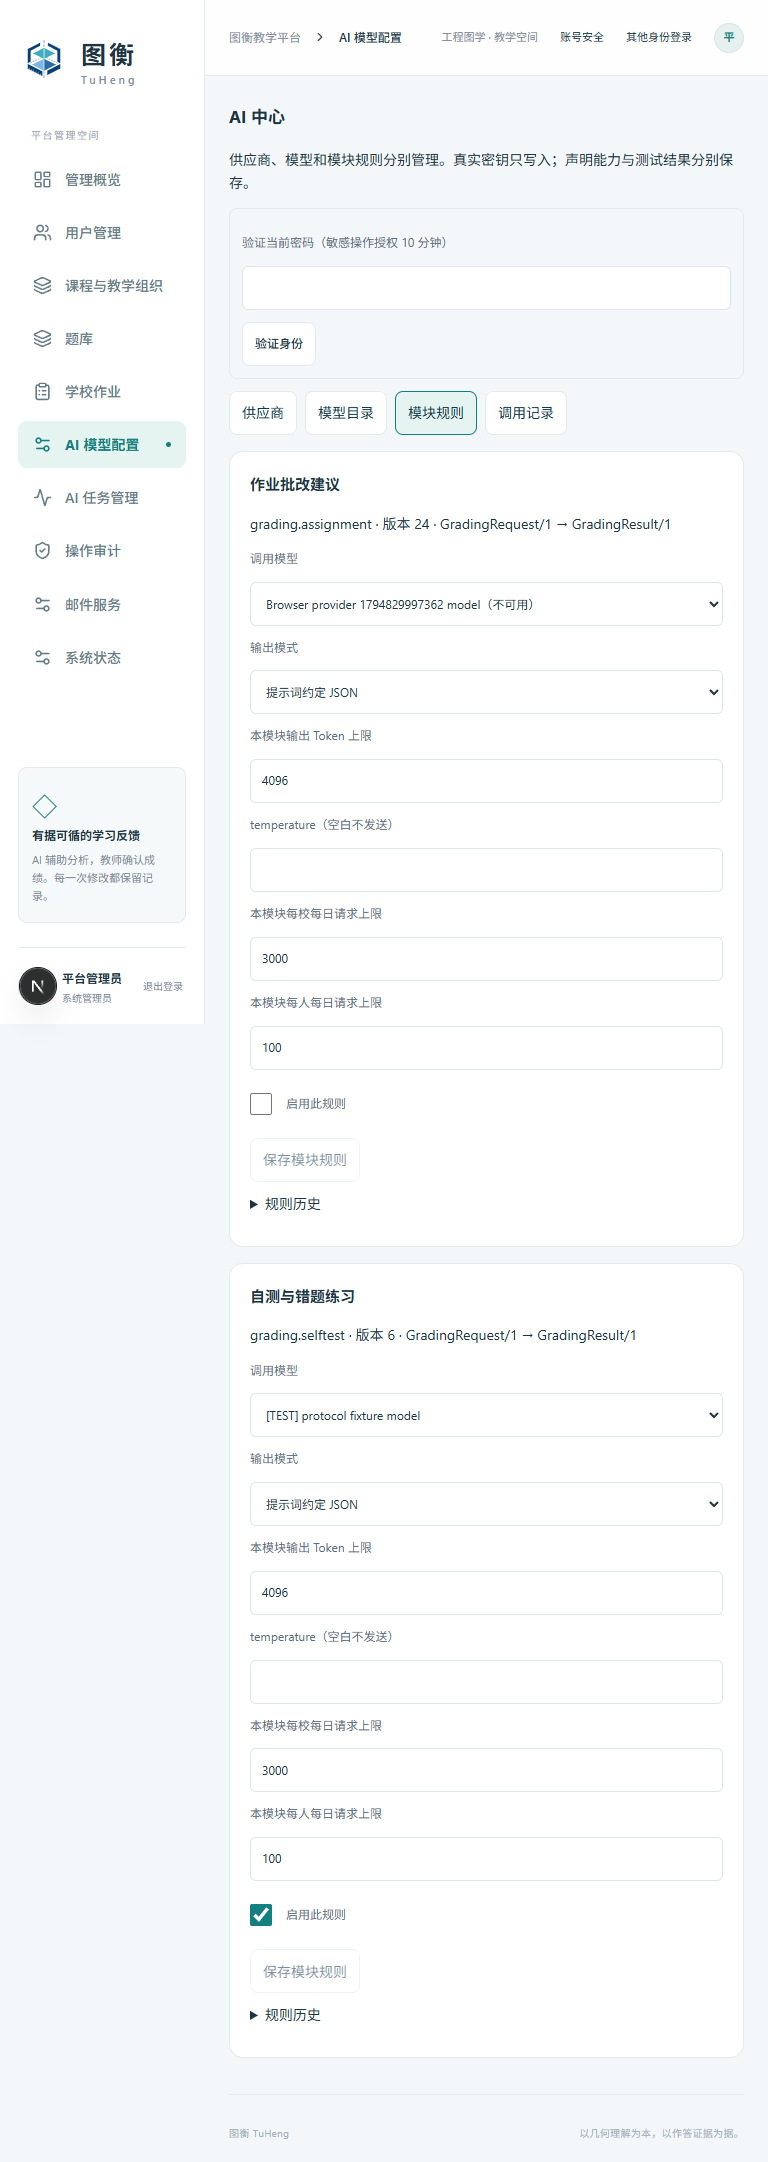 图衡
TuHeng
平台管理空间
管理概览
用户管理
课程与教学组织
题库
学校作业
AI 模型配置
AI 任务管理
操作审计
邮件服务
系统状态
有据可循的学习反馈
AI 辅助分析，教师确认成
绩。每一次修改都保留记
录。
N
平台管理员
系统管理员
退出登录
图衡教学平台
AI 模型配置
工程图学 · 教学空间
账号安全
其他身份登录
平
AI 中心
供应商、模型和模块规则分别管理。真实密钥只写入；声明能力与测试结果分别保
存。
验证当前密码（敏感操作授权 10 分钟）
验证身份
供应商
模型目录
模块规则
调用记录
作业批改建议
grading.assignment · 版本 24 · GradingRequest/1 → GradingResult/1
调用模型
Browser provider 1794829997362 model（不可用）
输出模式
提示词约定 JSON
本模块输出 Token 上限
4096
temperature（空白不发送）
本模块每校每日请求上限
3000
本模块每人每日请求上限
100
启用此规则
保存模块规则
规则历史
自测与错题练习
grading.selftest · 版本 6 · GradingRequest/1 → GradingResult/1
调用模型
[TEST] protocol fixture model
输出模式
提示词约定 JSON
本模块输出 Token 上限
4096
temperature（空白不发送）
本模块每校每日请求上限
3000
本模块每人每日请求上限
100
启用此规则
保存模块规则
规则历史
图衡 TuHeng
以几何理解为本，以作答证据为据。